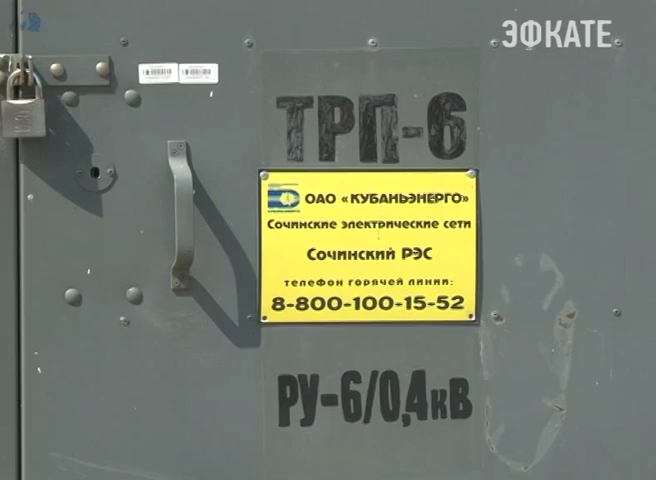 ЭФКАТЕ
ТРП-6
ОАО «КУБАНЬЭНЕРГО»
Сочинские электрические сети
Сочинский РЭС
телефон горячей линии:
8-800-100-15-52
РУ-6/0,4кВ